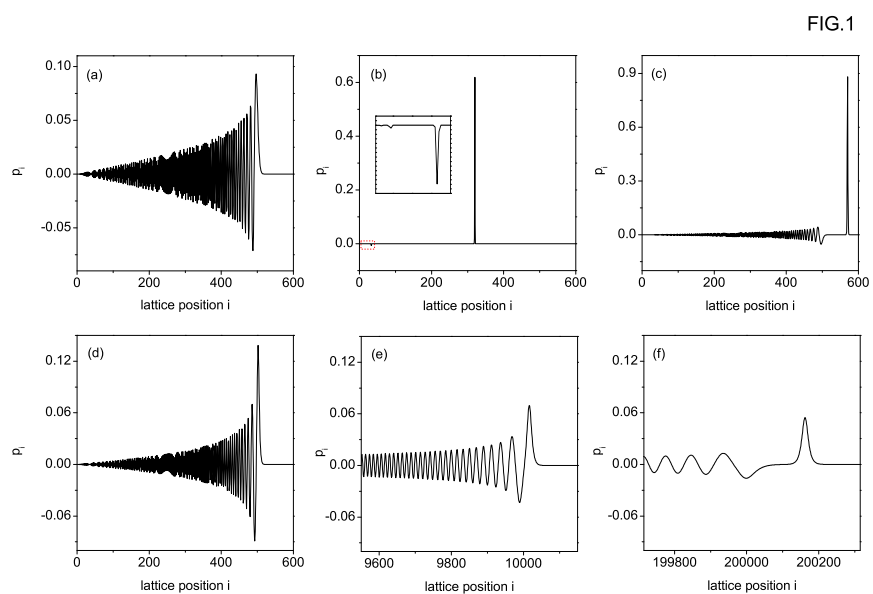 FIG.1
(a)
0.10
0.05
0.00
-0.05
p_i
0 200 400 600
lattice position i
(b)
0.6
0.4
0.2
0.0
p_i
0 200 400 600
lattice position i
(c)
0.9
0.6
0.3
0.0
p_i
0 100 200 300 400 500 600
lattice position i
(d)
0.12
0.06
0.00
-0.06
p_i
0 200 400 600
lattice position i
(e)
0.12
0.06
0.00
-0.06
p_i
9600 9800 10000
lattice position i
(f)
0.12
0.06
0.00
-0.06
p_i
199800 200000 200200
lattice position i